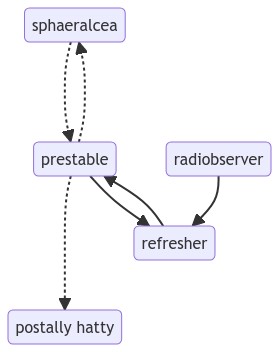 sphaeralcea
prestable
radiobserver
refresher
postally hatty